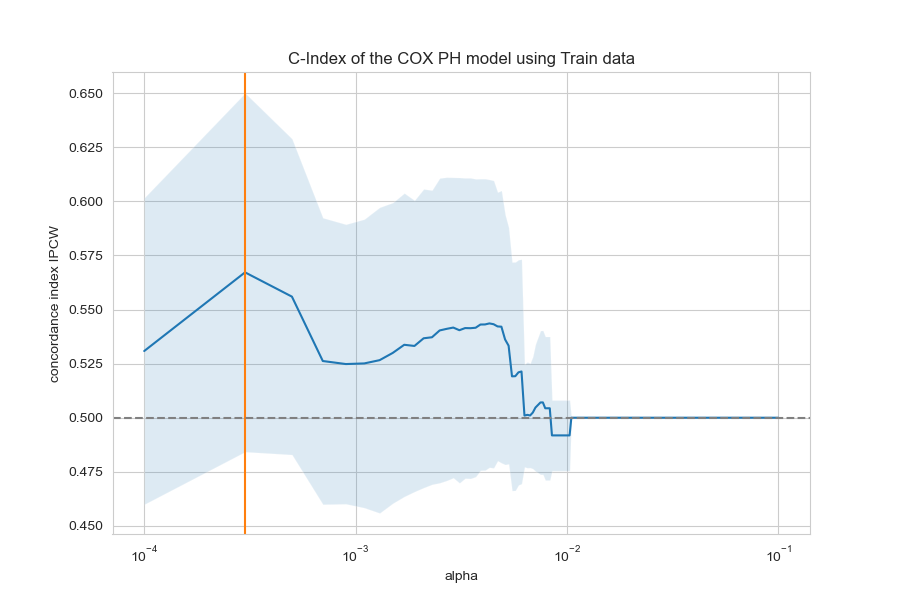 C-Index of the COX PH model using Train data
concordance index IPCW
0.650
0.625
0.600
0.575
0.550
0.525
0.500
0.475
0.450
10⁻⁴ 10⁻³ 10⁻² 10⁻¹
alpha